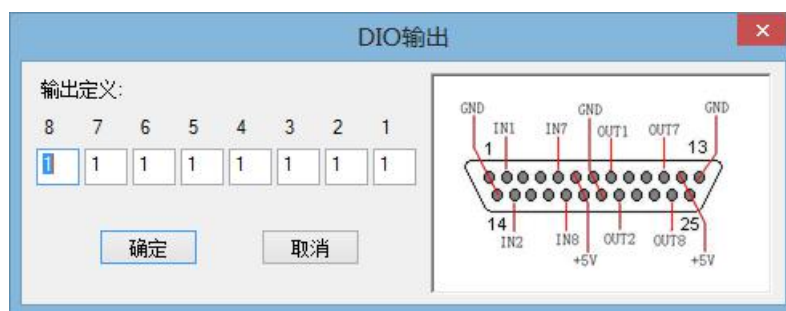 DIO输出
输出定义:
8 7 6 5 4 3 2 1
1 1 1 1 1 1 1 1
确定 取消
GND GND GND
IN1 IN7 OUT1 OUT7
1 13
14 25
IN2 IN8 OUT2 OUT8
+5V +5V